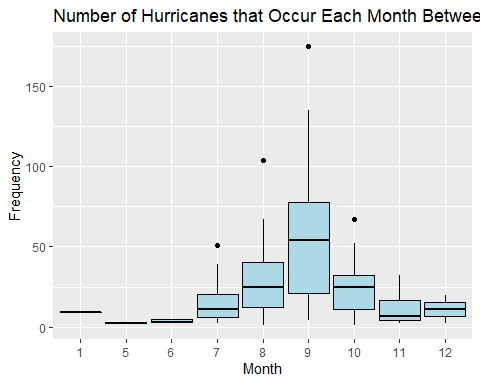 Number of Hurricanes that Occur Each Month Betwee
Frequency
150
100
50
0
1 5 6 7 8 9 10 11 12
Month